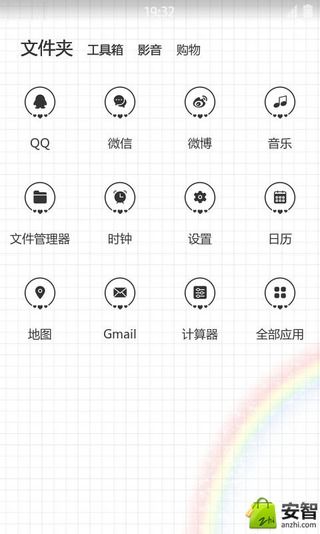 19:32
文件夹 工具箱 影音 购物
QQ 微信 微博 音乐
文件管理器 时钟 设置 日历
地图 Gmail 计算器 全部应用
安智
zhi
anzhi.com